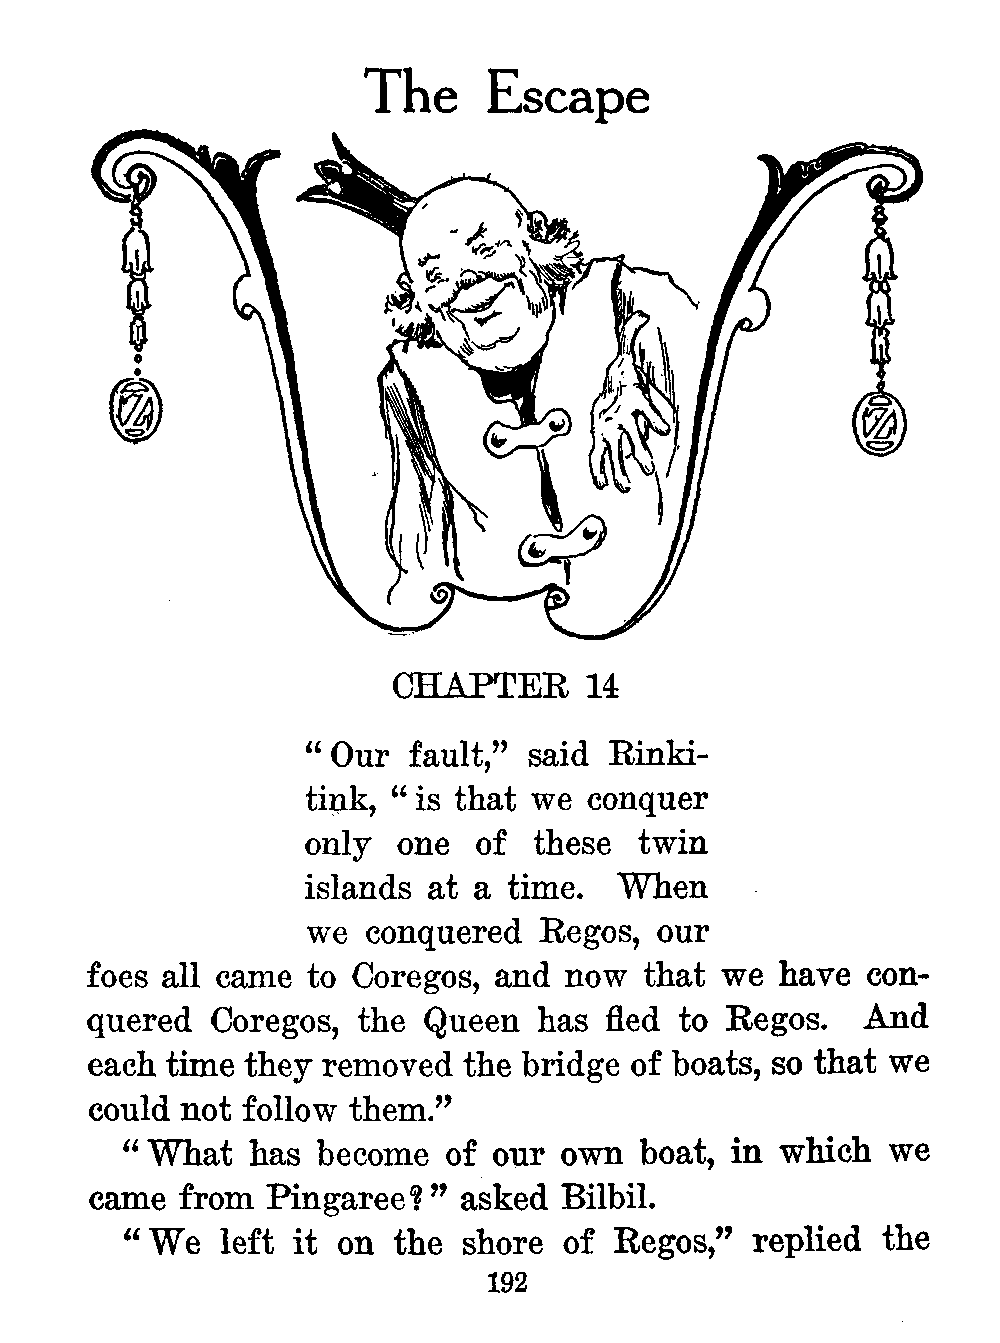 The Escape
CHAPTER 14
“Our fault,” said Rinki-
tink, “is that we conquer
only one of these twin
islands at a time. When
we conquered Regos, our
foes all came to Coregos, and now that we have con-
quered Coregos, the Queen has fled to Regos. And
each time they removed the bridge of boats, so that we
could not follow them.”
“What has become of our own boat, in which we
came from Pingaree?” asked Bilbil.
“We left it on the shore of Regos,” replied the
192